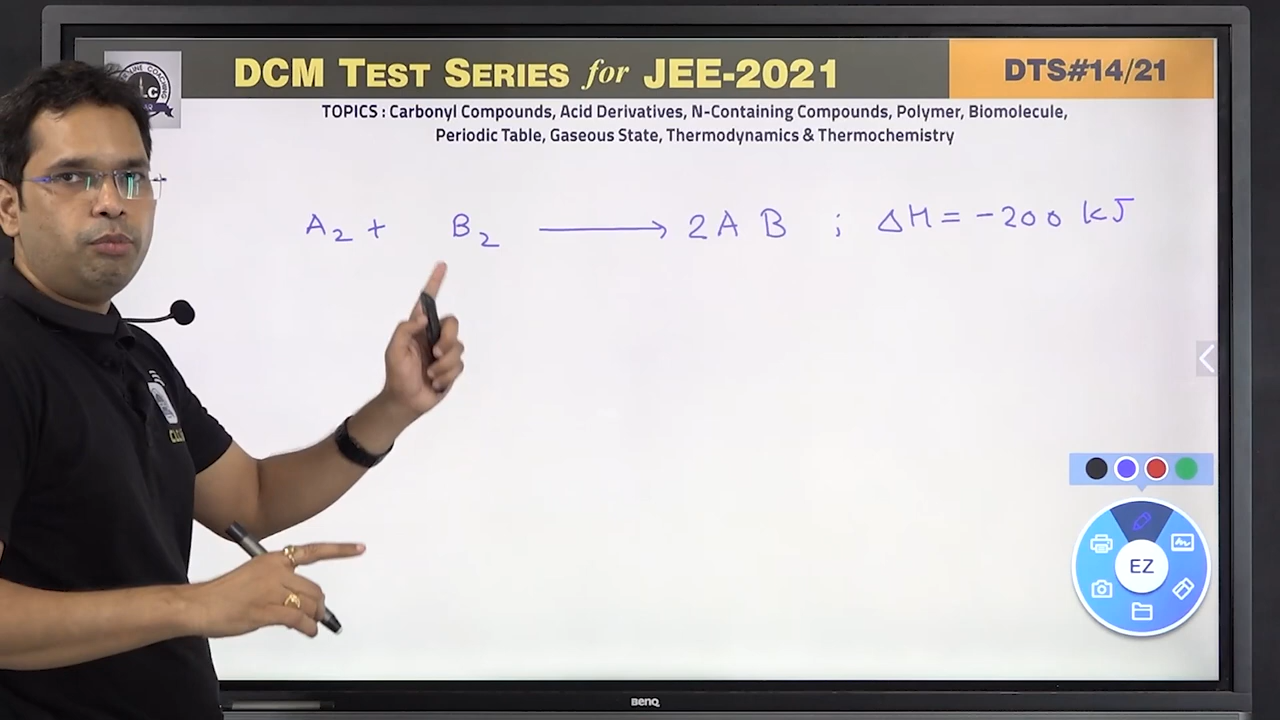 DCM TEST SERIES for JEE-2021
DTS#14/21
TOPICS : Carbonyl Compounds, Acid Derivatives, N-Containing Compounds, Polymer, Biomolecule,
Periodic Table, Gaseous State, Thermodynamics & Thermochemistry
A₂ + B₂ ⟶ 2AB ; ΔH = -200 kJ
EZ
BENQ